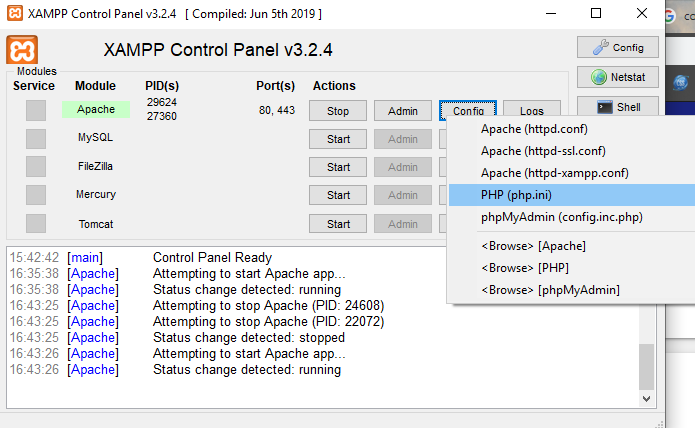 XAMPP Control Panel v3.2.4 [ Compiled: Jun 5th 2019 ]
XAMPP Control Panel v3.2.4
Config
Modules
Service Module PID(s) Port(s) Actions
Netstat
Apache 29624 27360 80, 443 Stop Admin Config Logs
Shell
MySQL Start Admin
FileZilla Start Admin
Mercury Start Admin
Tomcat Start Admin
Apache (httpd.conf)
Apache (httpd-ssl.conf)
Apache (httpd-xampp.conf)
PHP (php.ini)
phpMyAdmin (config.inc.php)
<Browse> [Apache]
<Browse> [PHP]
<Browse> [phpMyAdmin]
15:42:42 [main] Control Panel Ready
16:35:38 [Apache] Attempting to start Apache app...
16:35:38 [Apache] Status change detected: running
16:43:25 [Apache] Attempting to stop Apache (PID: 24608)
16:43:25 [Apache] Attempting to stop Apache (PID: 22072)
16:43:25 [Apache] Status change detected: stopped
16:43:26 [Apache] Attempting to start Apache app...
16:43:26 [Apache] Status change detected: running